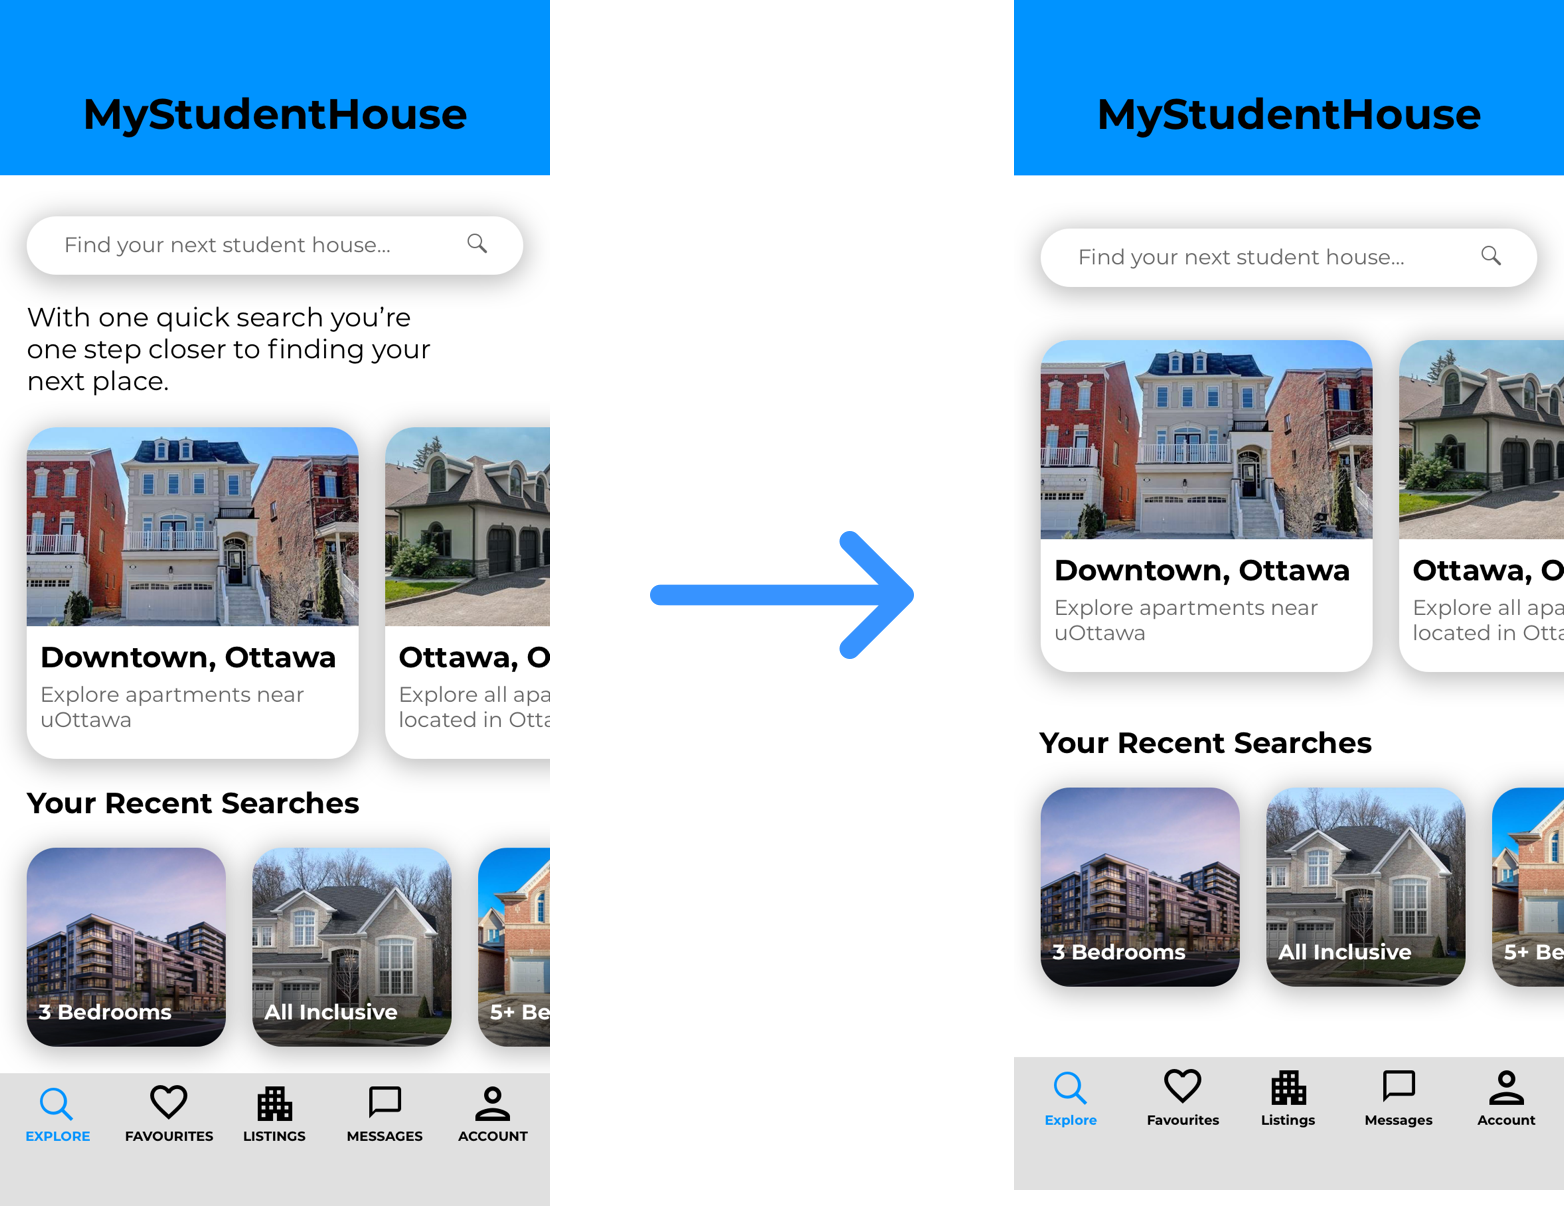 MyStudentHouse
Find your next student house...
With one quick search you’re
one step closer to finding your
next place.
Downtown, Ottawa
Explore apartments near
uOttawa
Ottawa, O
Explore all apa
located in Otta
Your Recent Searches
3 Bedrooms
All Inclusive
5+ Be
EXPLORE
FAVOURITES
LISTINGS
MESSAGES
ACCOUNT
MyStudentHouse
Find your next student house...
Downtown, Ottawa
Explore apartments near
uOttawa
Ottawa, O
Explore all apa
located in Otta
Your Recent Searches
3 Bedrooms
All Inclusive
5+ Be
Explore
Favourites
Listings
Messages
Account